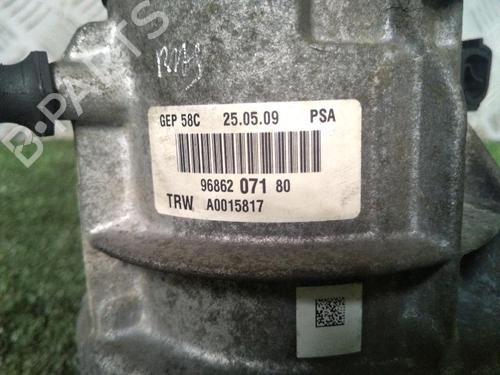 B-PARTS
GEP 58C 25.05.09 PSA
96862 071 80
TRW A0015817